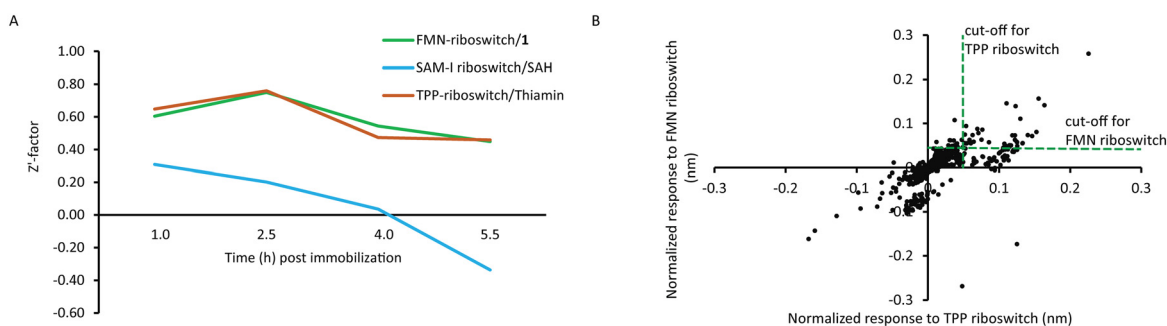 A
FMN-riboswitch/1
SAM-I riboswitch/SAH
TPP-riboswitch/Thiamin
1.00
0.80
0.60
0.40
0.20
0.00
-0.20
-0.40
-0.60
Z'-factor
1.0
2.5
4.0
5.5
Time (h) post immobilization
B
cut-off for
TPP riboswitch
cut-off for
FMN riboswitch
0.3
0.2
0.1
0
-0.1
-0.2
-0.3
Normalized response to FMN riboswitch
(nm)
-0.3
-0.2
-0.1
0
0.1
0.2
0.3
Normalized response to TPP riboswitch (nm)